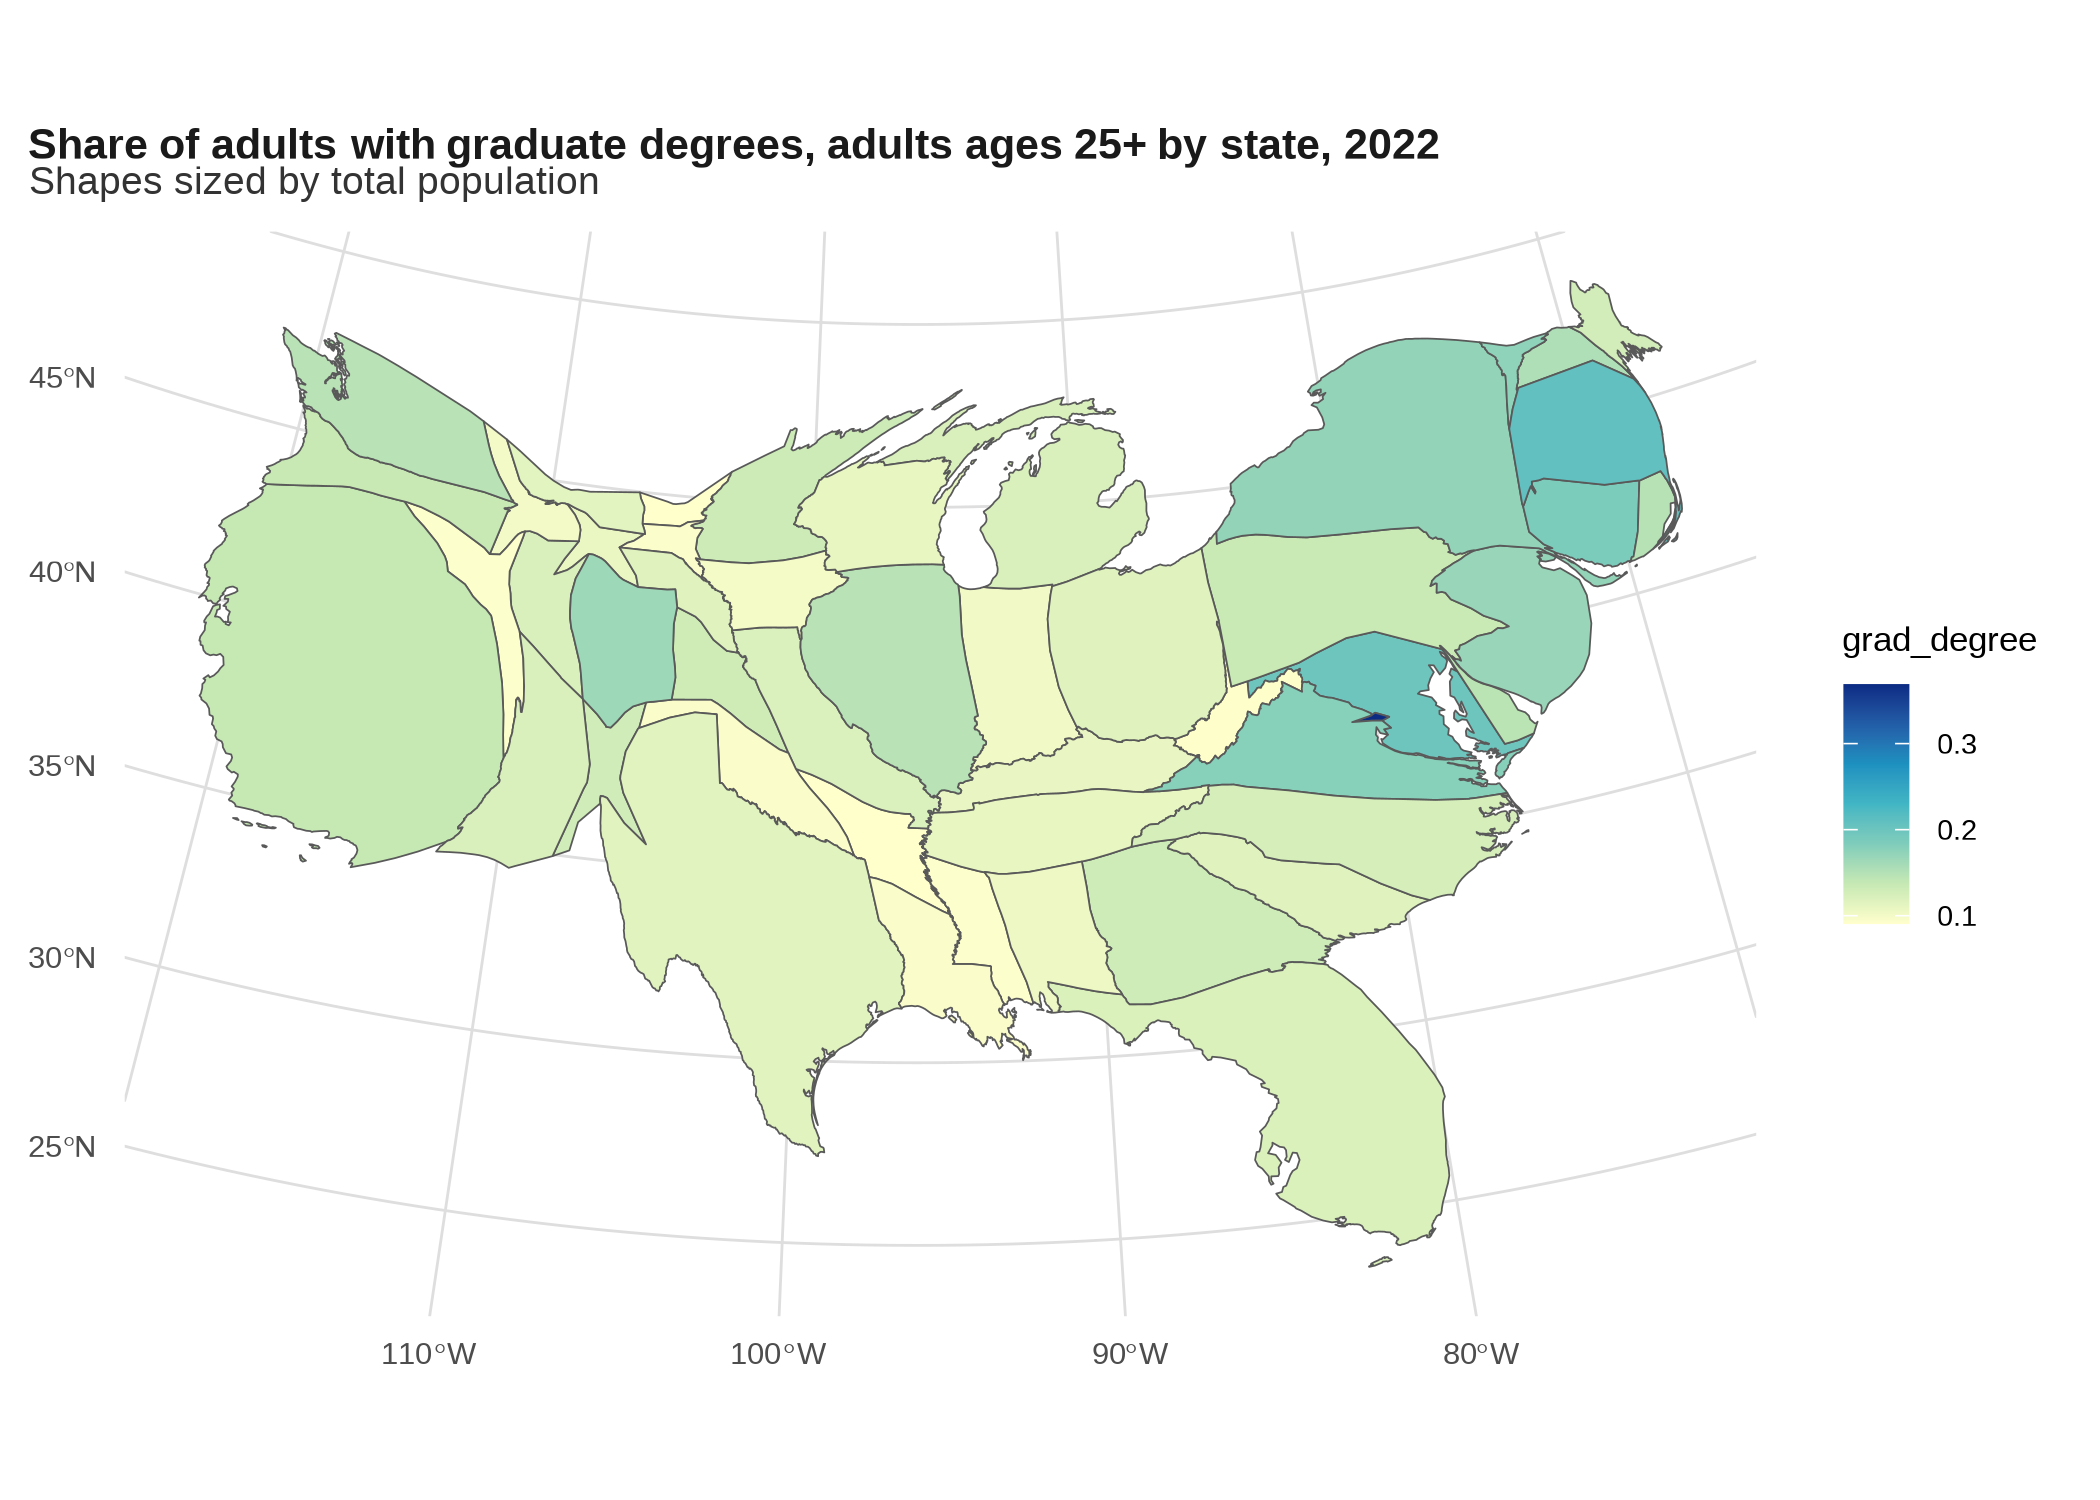 Share of adults with graduate degrees, adults ages 25+ by state, 2022
Shapes sized by total population
45°N
40°N
35°N
30°N
25°N
110°W
100°W
90°W
80°W
grad_degree
0.3
0.2
0.1